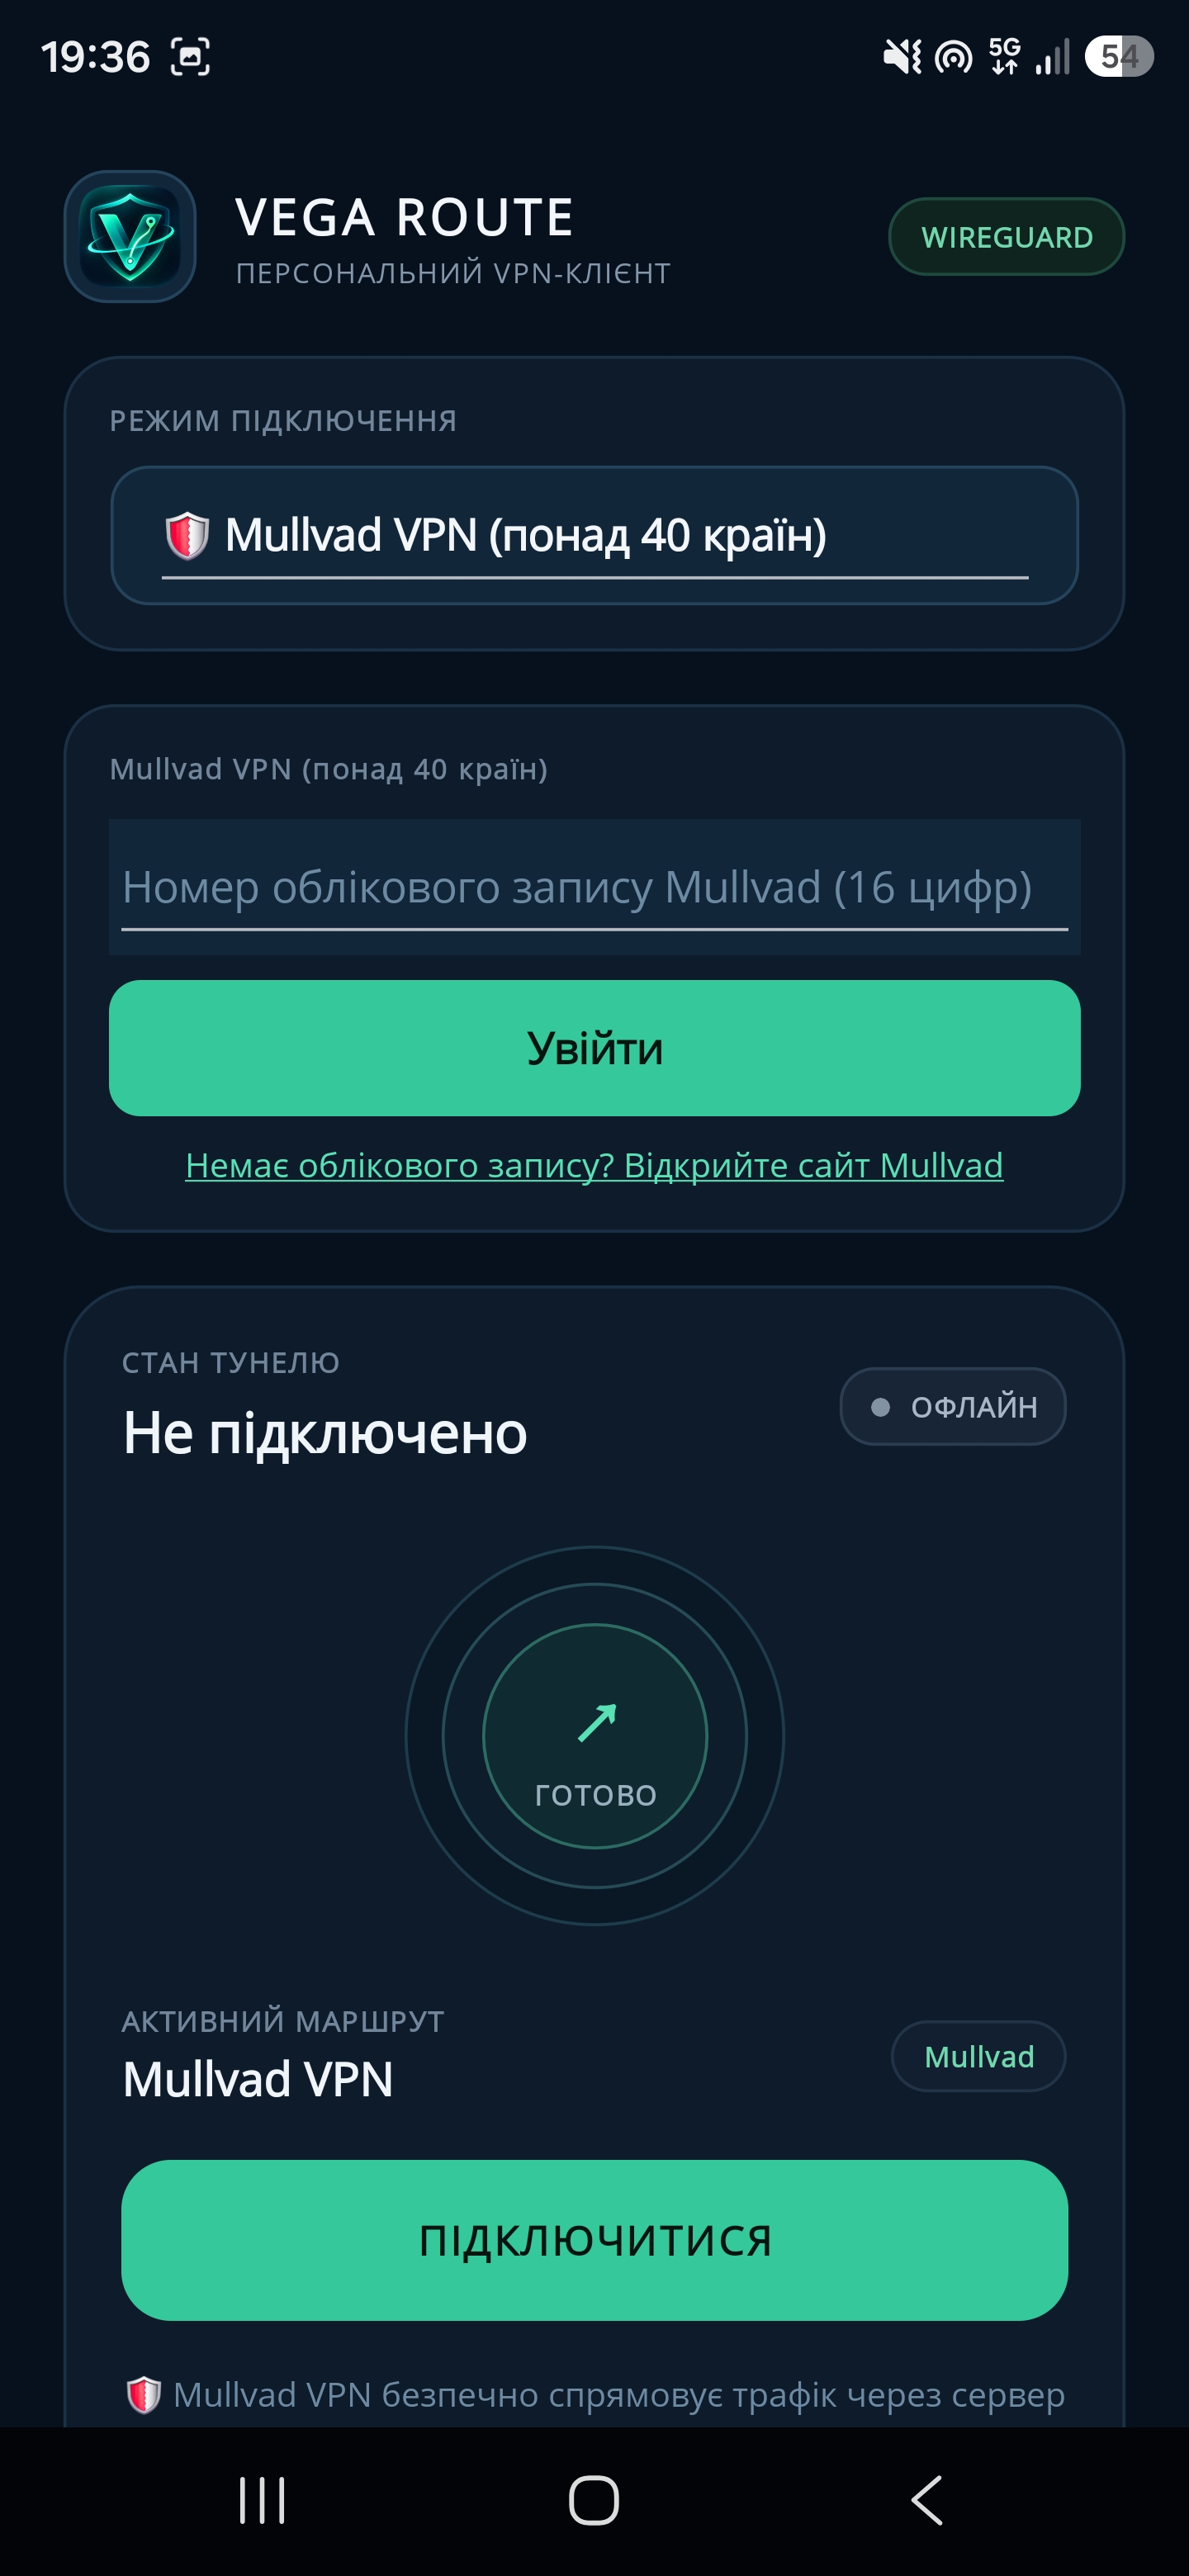 19:36
5G
54
VEGA ROUTE
ПЕРСОНАЛЬНИЙ VPN-КЛІЄНТ
WIREGUARD
РЕЖИМ ПІДКЛЮЧЕННЯ
Mullvad VPN (понад 40 країн)
Mullvad VPN (понад 40 країн)
Номер облікового запису Mullvad (16 цифр)
Увійти
Немає облікового запису? Відкрийте сайт Mullvad
СТАН ТУНЕЛЮ
Не підключено
ОФЛАЙН
ГОТОВО
АКТИВНИЙ МАРШРУТ
Mullvad VPN
Mullvad
ПІДКЛЮЧИТИСЯ
Mullvad VPN безпечно спрямовує трафік через сервер